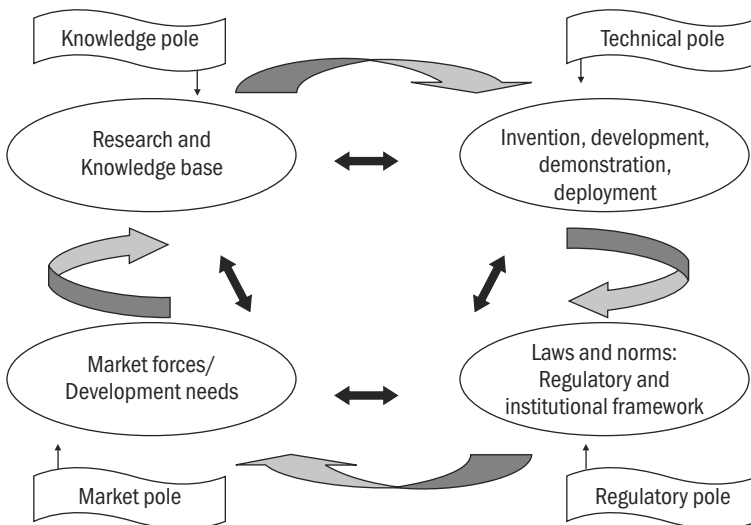 Knowledge pole
Technical pole
Research and
Knowledge base
Invention, development,
demonstration,
deployment
Market forces/
Development needs
Laws and norms:
Regulatory and
institutional framework
Market pole
Regulatory pole